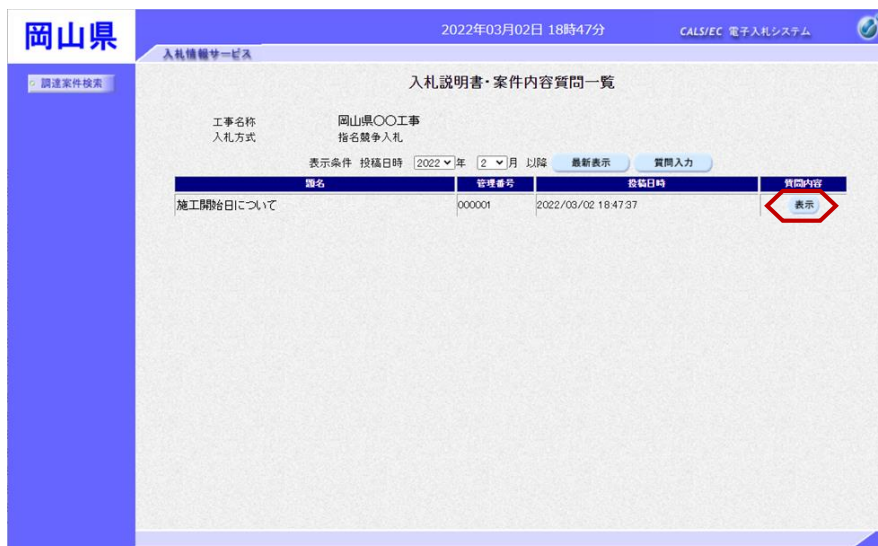 岡山県
2022年03月02日 18時47分
CALS/EC 電子入札システム
入札情報サービス
調達案件検索
入札説明書・案件内容質問一覧
工事名称 岡山県○○工事
入札方式 指名競争入札
表示条件 投稿日時 2022 年 2 月 以降 最新表示 質問入力
題名 管理番号 投稿日時 質問内容
施工開始日について 000001 2022/03/02 18:47:37 表示